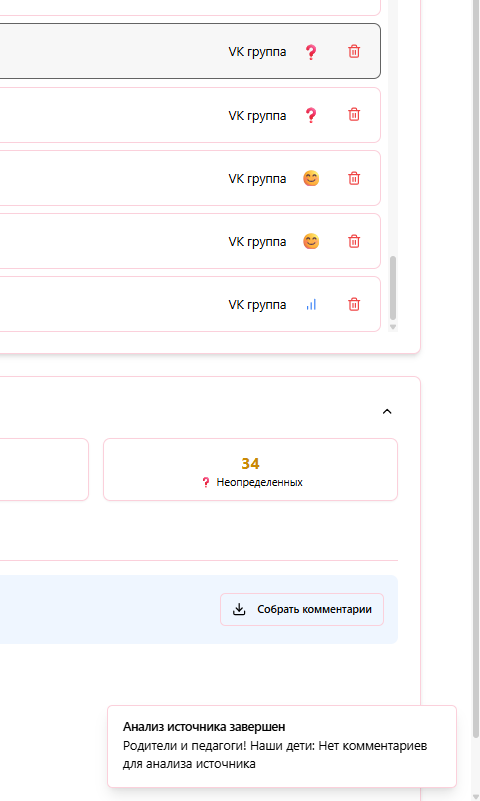 VK группа
VK группа
VK группа
VK группа
VK группа
34
Неопределенных
Собрать комментарии
Анализ источника завершен
Родители и педагоги! Наши дети: Нет комментариев
для анализа источника